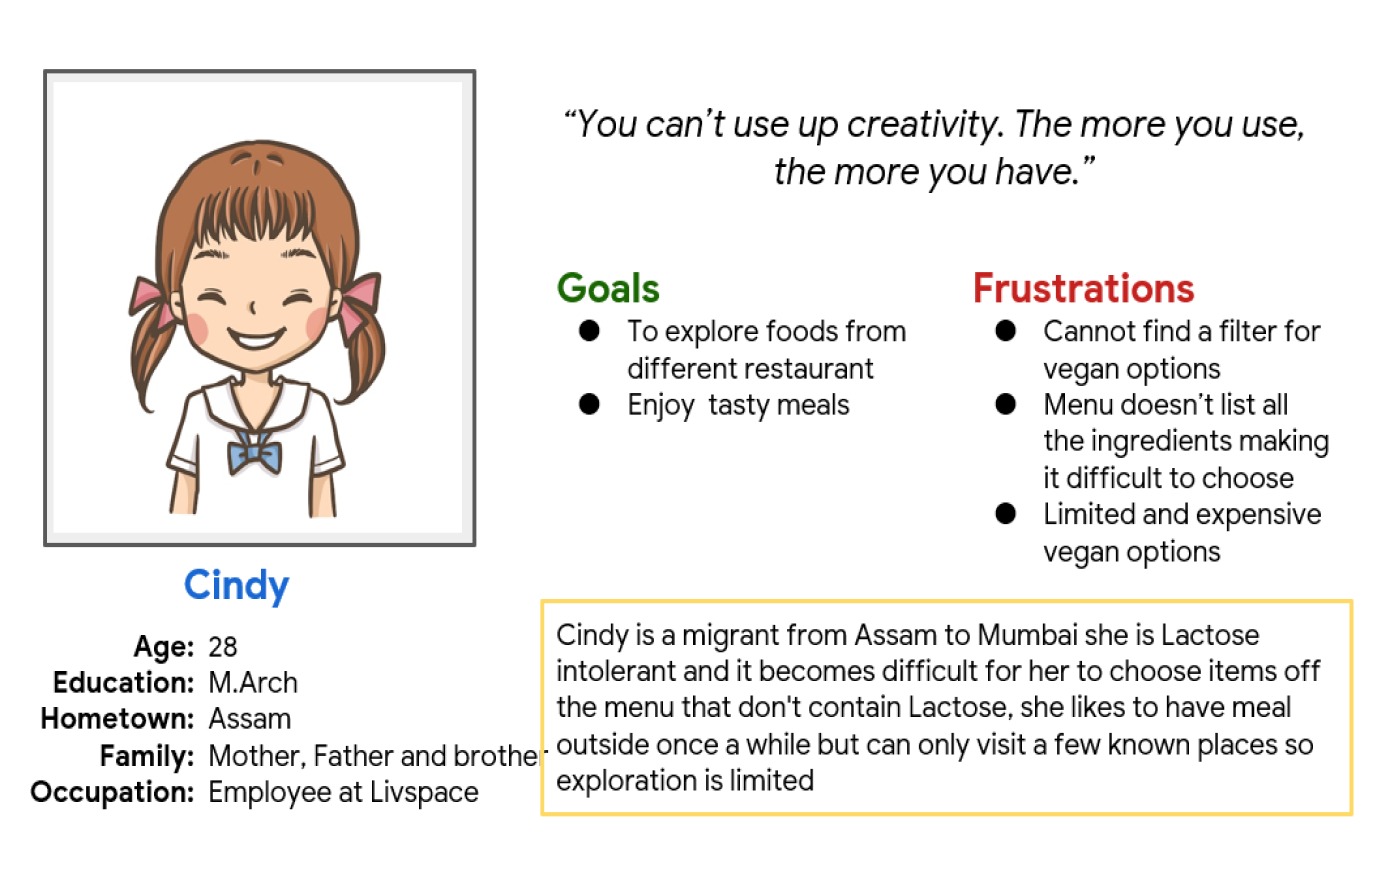 “You can’t use up creativity. The more you use,
the more you have.”
Goals
● To explore foods from
different restaurant
● Enjoy  tasty meals
Frustrations
● Cannot find a filter for
vegan options
● Menu doesn’t list all
the ingredients making
it difficult to choose
● Limited and expensive
vegan options
Cindy
Age: 28
Education: M.Arch
Hometown: Assam
Family: Mother, Father and brother
Occupation: Employee at Livspace
Cindy is a migrant from Assam to Mumbai she is Lactose
intolerant and it becomes difficult for her to choose items off
the menu that don't contain Lactose, she likes to have meal
outside once a while but can only visit a few known places so
exploration is limited